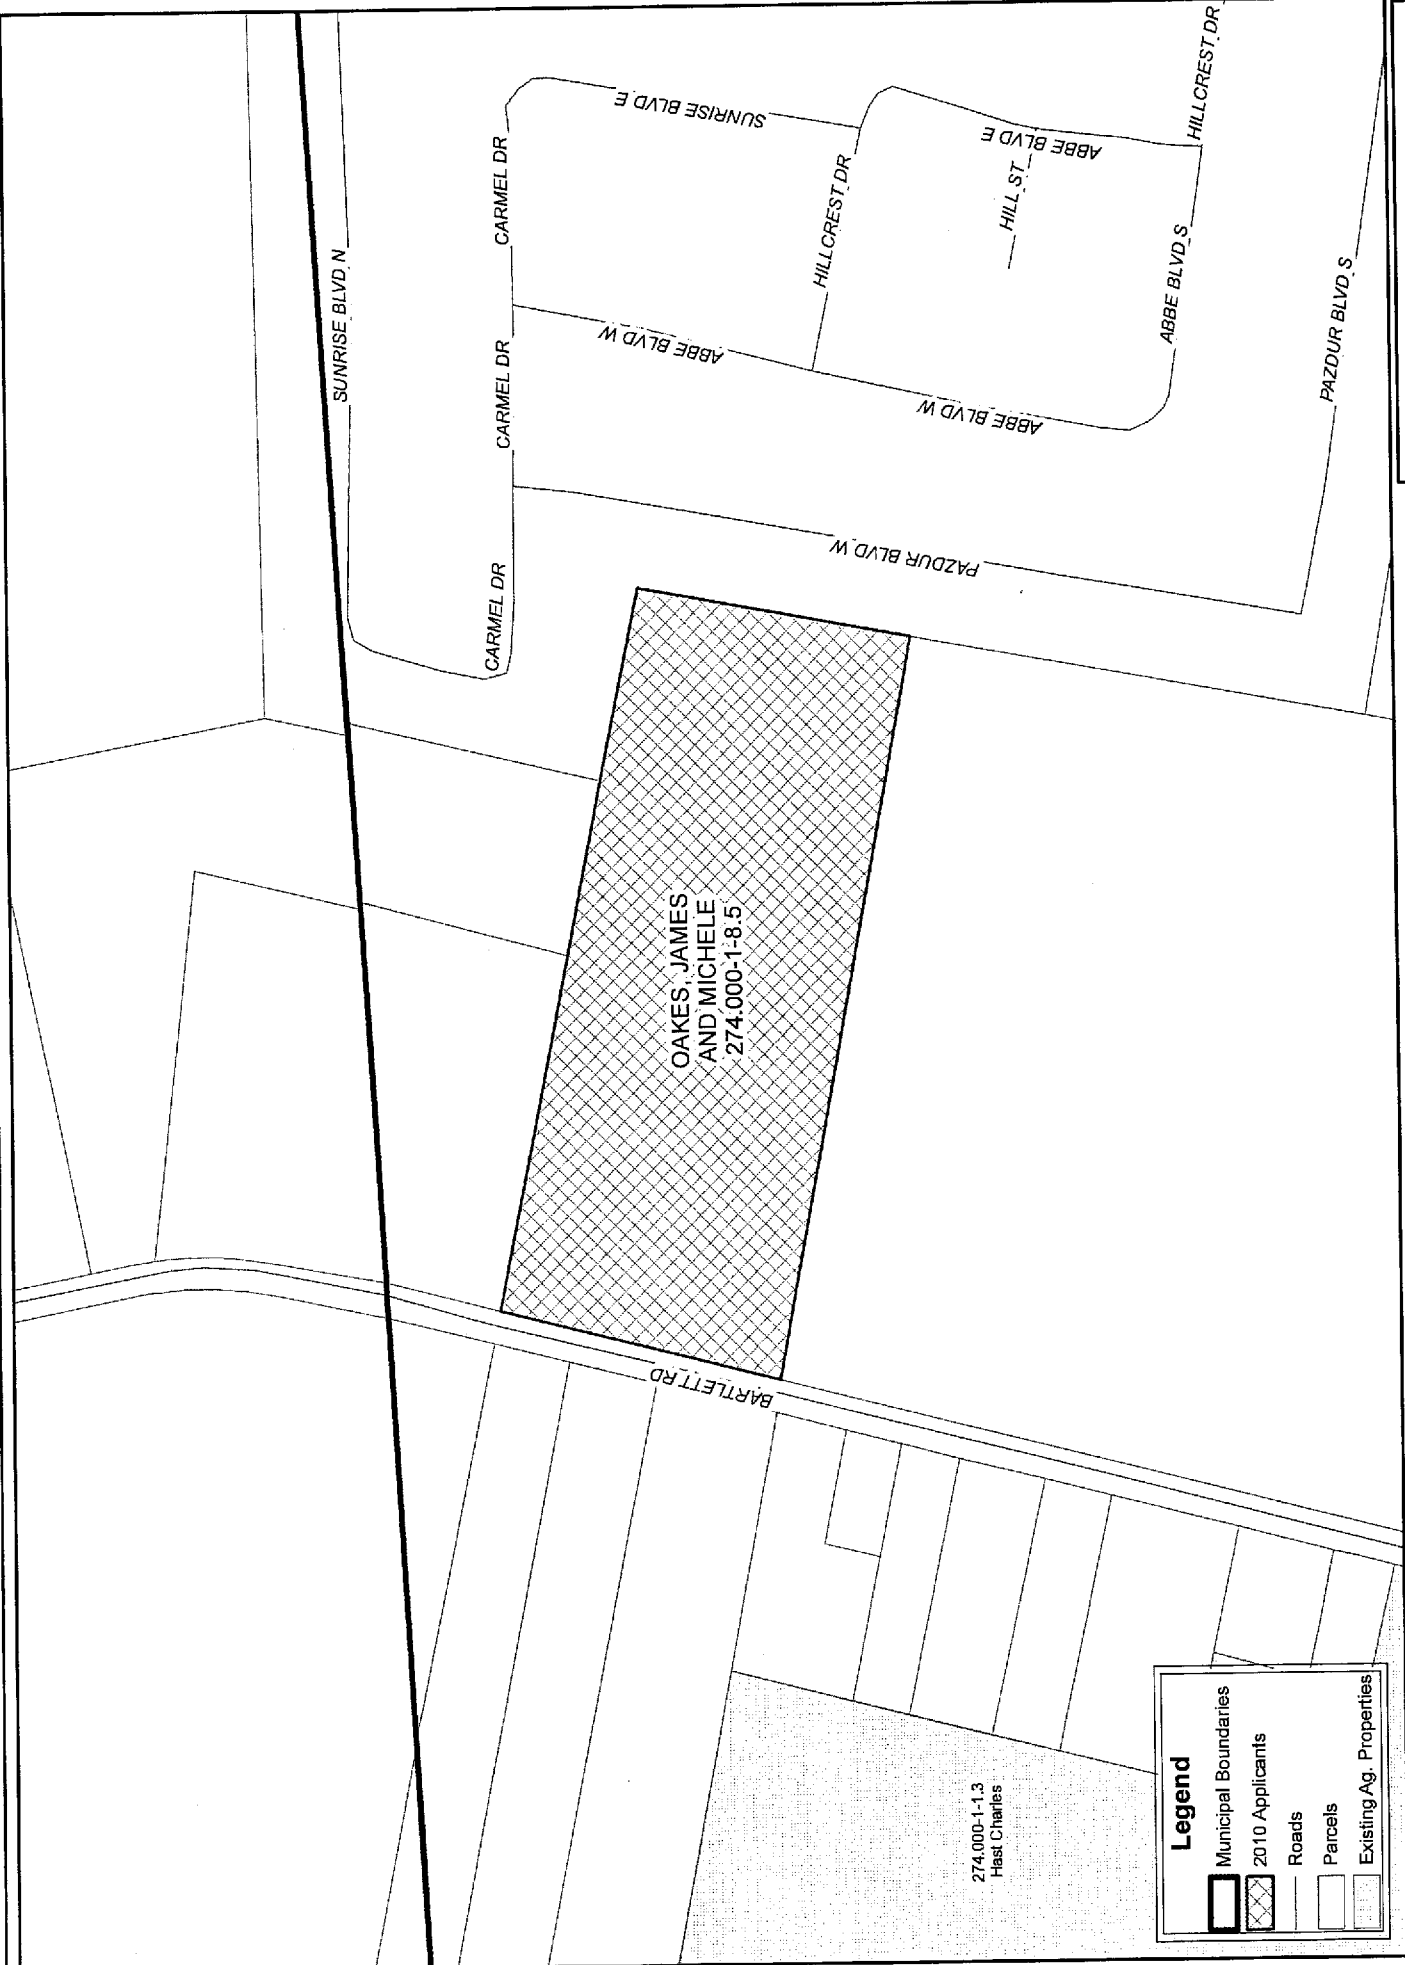 SUNRISE BLVD N
CARMEL DR
CARMEL DR
CARMEL DR
SUNRISE BLVD E
HILLCREST DR
ABBE BLVD E
HILL ST
HILLCREST DR
ABBE BLVD W
ABBE BLVD W
ABBE BLVD S
PAZDUR BLVD W
PAZDUR BLVD S
OAKES, JAMES
AND MICHELE
274.000-1-8.5
BARTLETT RD
274.000-1-1.3
Hast Charles
Legend
Municipal Boundaries
2010 Applicants
Roads
Parcels
Existing Ag. Properties